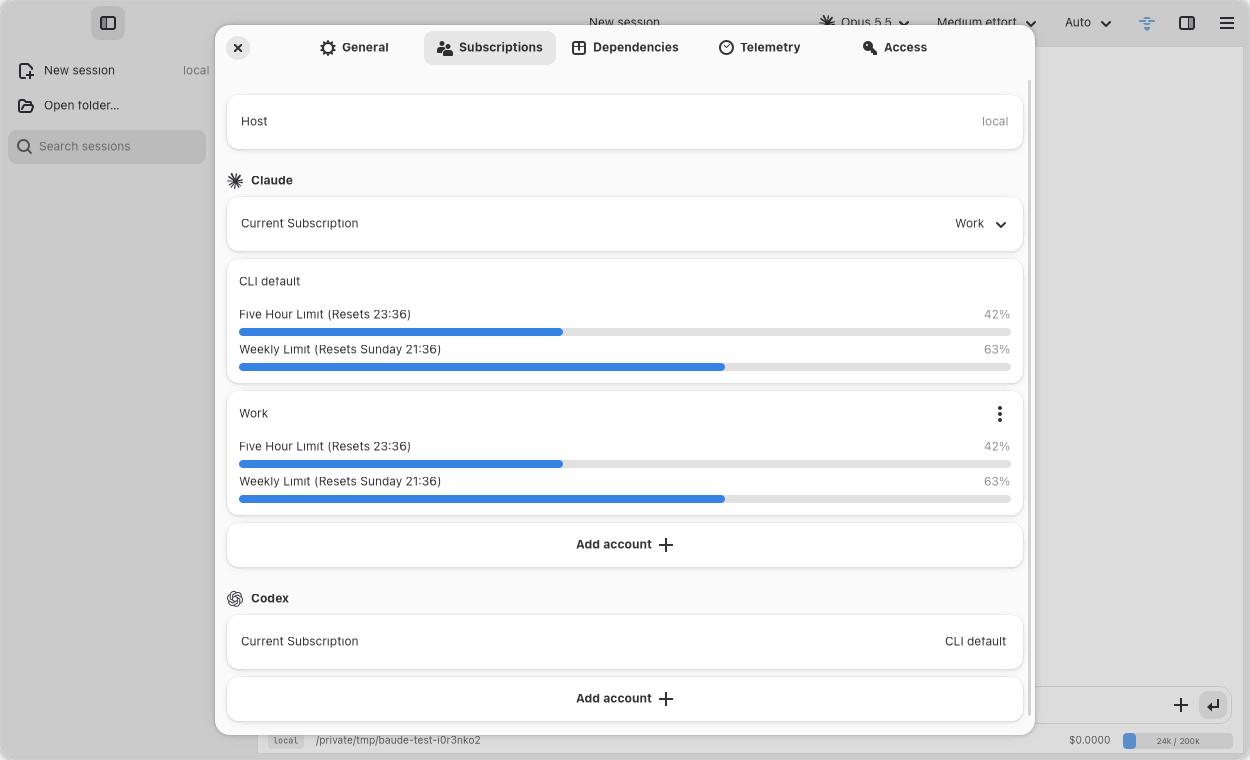 New session
Opus 5.5
Medium effort
Auto
General
Subscriptions
Dependencies
Telemetry
Access
New session
local
Open folder...
Search sessions
Host
local
Claude
Current Subscription
Work
CLI default
Five Hour Limit (Resets 23:36)
42%
Weekly Limit (Resets Sunday 21:36)
63%
Work
Five Hour Limit (Resets 23:36)
42%
Weekly Limit (Resets Sunday 21:36)
63%
Add account
Codex
Current Subscription
CLI default
Add account
local
/private/tmp/baude-test-i0r3nko2
$0.0000
24k / 200k